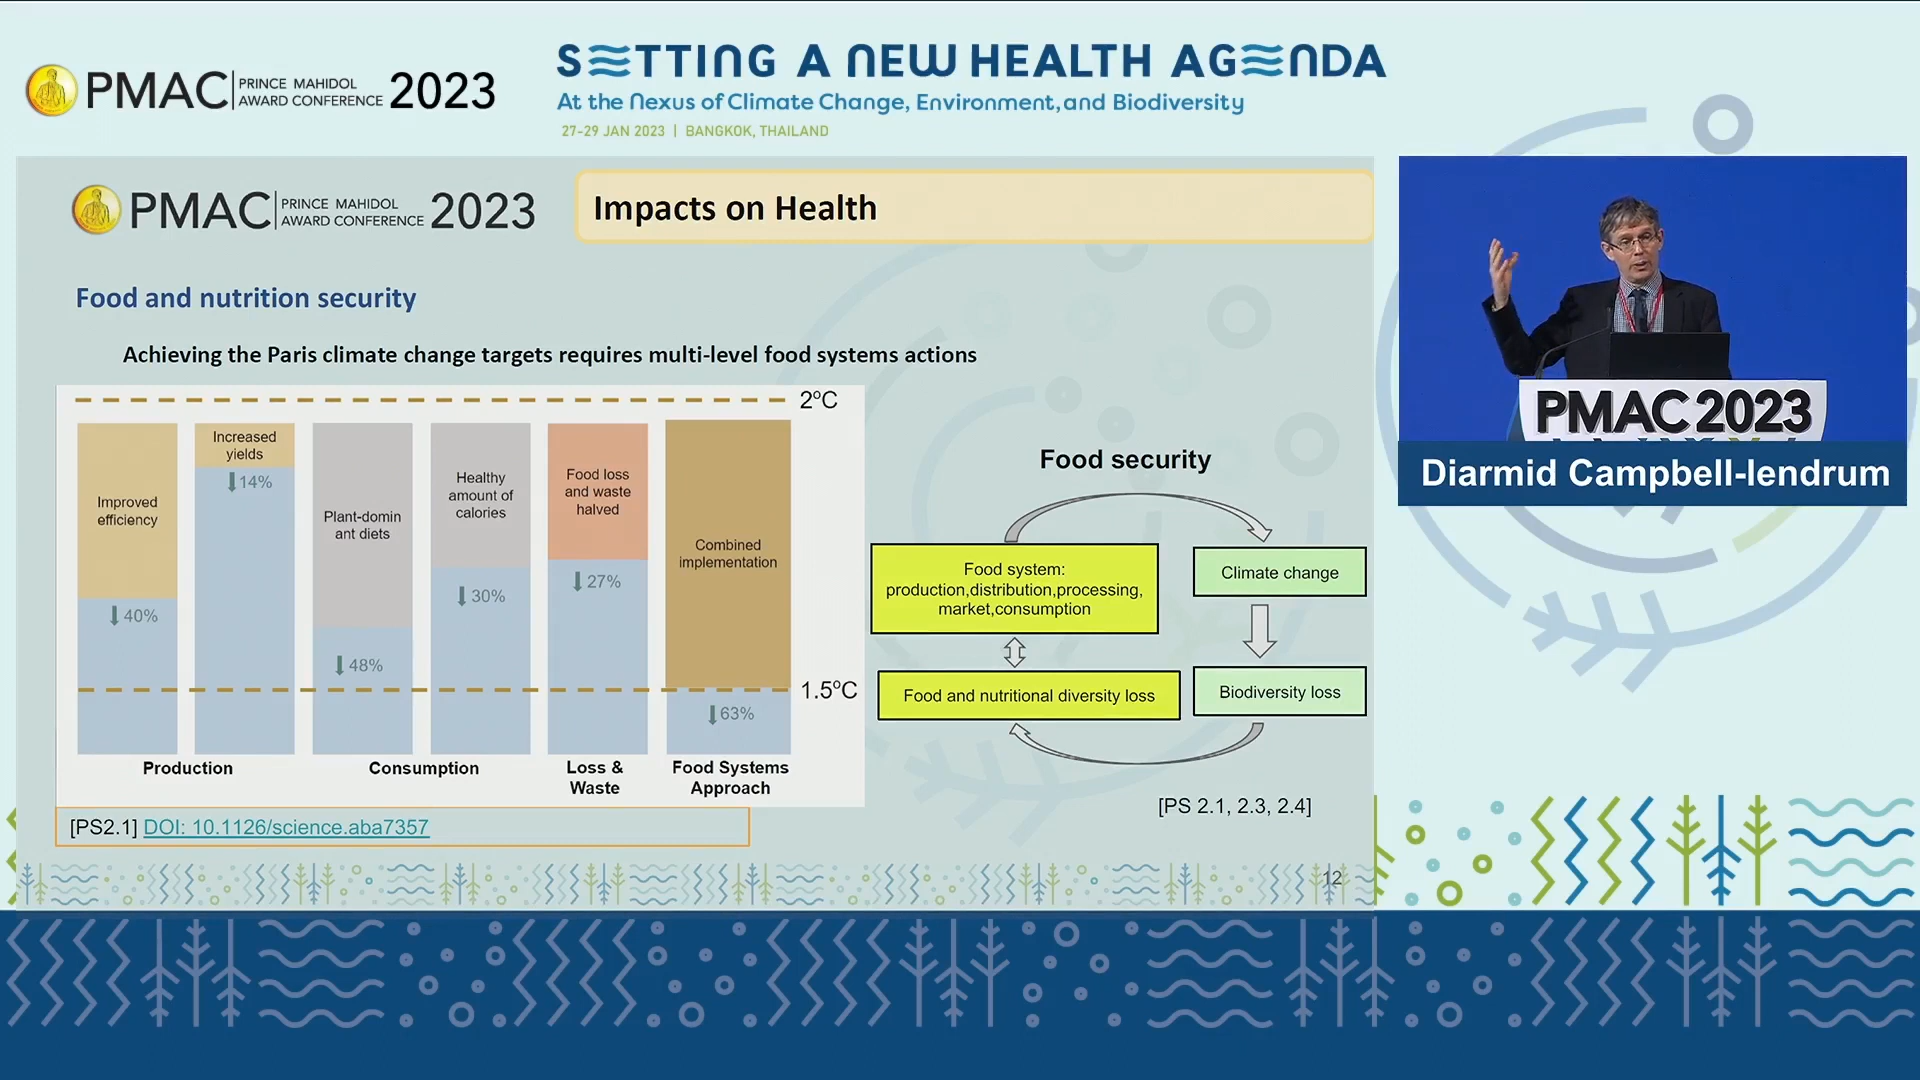 PMAC PRINCE MAHIDOL AWARD CONFERENCE 2023
SETTING A NEW HEALTH AGENDA
At the Nexus of Climate Change, Environment, and Biodiversity
27-29 JAN 2023 | BANGKOK, THAILAND
PMAC PRINCE MAHIDOL AWARD CONFERENCE 2023
Impacts on Health
Food and nutrition security
Achieving the Paris climate change targets requires multi-level food systems actions
2°C
Improved
efficiency
↓40%
Increased
yields
↓14%
Plant-domin
ant diets
↓48%
Healthy
amount of
calories
↓30%
Food loss
and waste
halved
↓27%
Combined
implementation
↓63%
1.5°C
Production
Consumption
Loss &
Waste
Food Systems
Approach
[PS2.1] DOI: 10.1126/science.aba7357
Food security
Food system:
production,distribution,processing,
market,consumption
Climate change
Food and nutritional diversity loss
Biodiversity loss
[PS 2.1, 2.3, 2.4]
12
PMAC 2023
Diarmid Campbell-lendrum